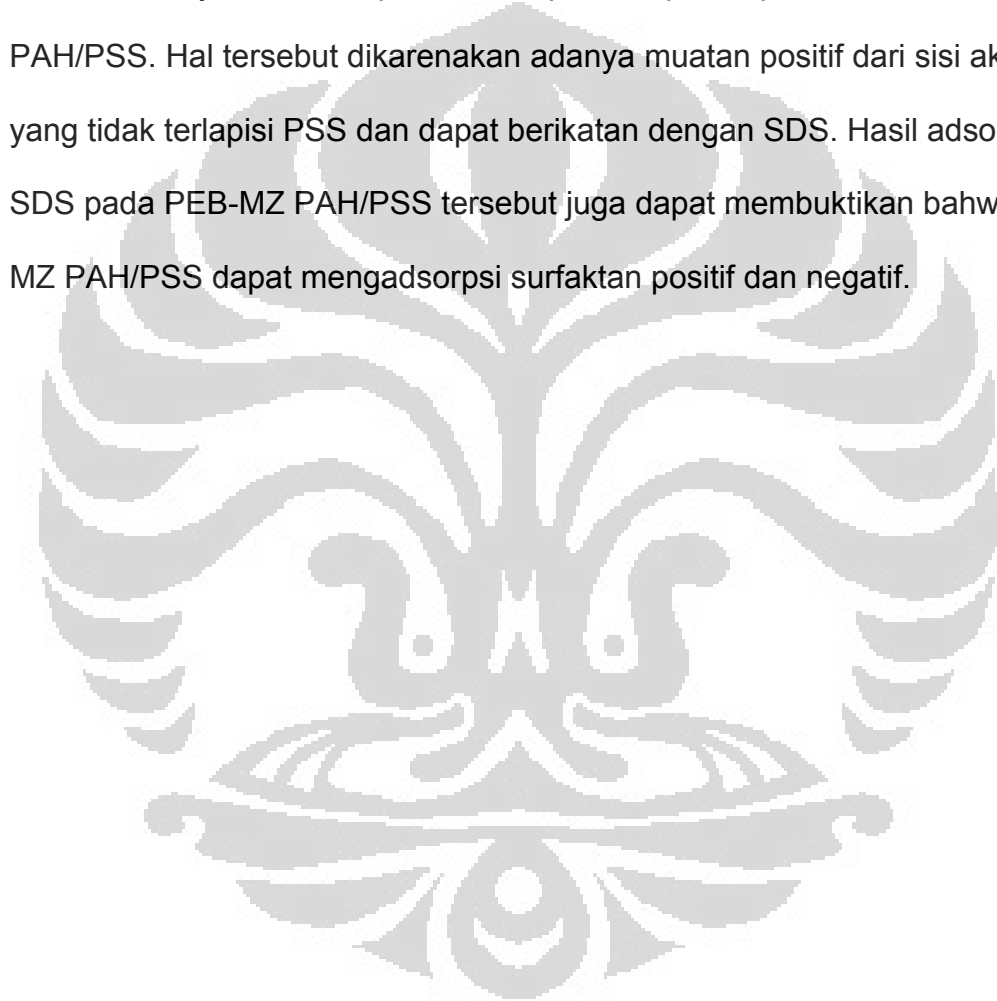 PAH/PSS. Hal tersebut dikarenakan adanya muatan positif dari sisi
yang tidak terlapisi PSS dan dapat berikatan dengan SDS. Hasil
SDS pada PEB-MZ PAH/PSS tersebut juga dapat membuktikan
MZ PAH/PSS dapat mengadsorpsi surfaktan positif dan negatif.